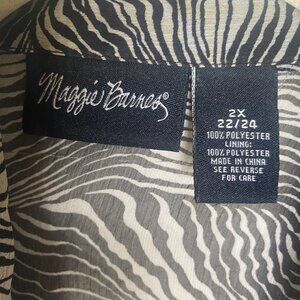 Maggie Barnes®
2X
22/24
100% POLYESTER
LINING:
100% POLYESTER
MADE IN CHINA
SEE REVERSE
FOR CARE